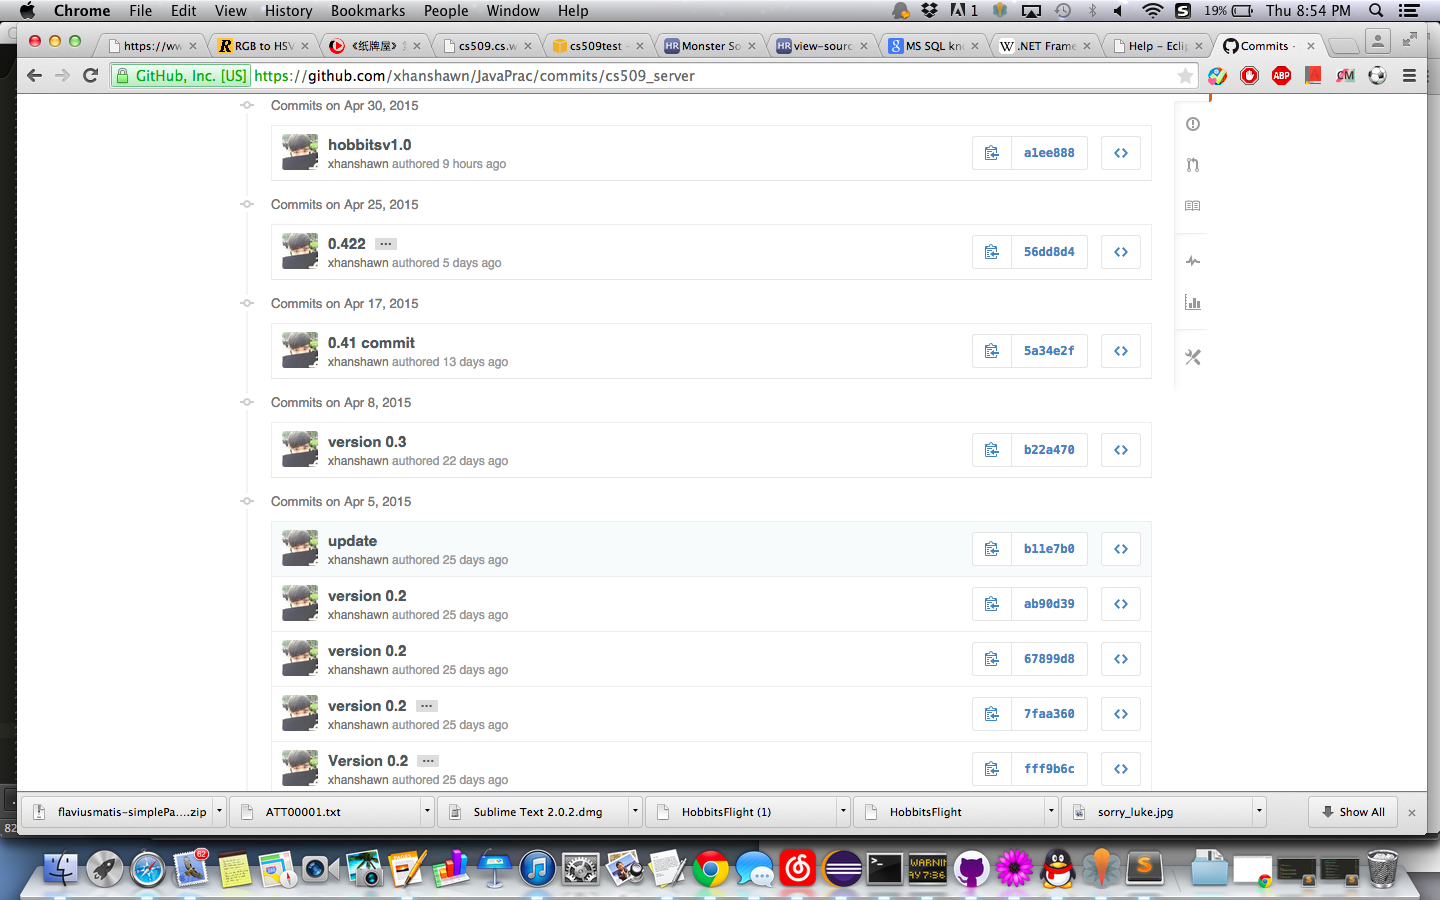 Chrome File Edit View History Bookmarks People Window Help 1 19% Thu 8:54 PM
https://ww RGB to HSV 《纸牌屋》 cs509.cs.w cs509test - Monster So view-sourc MS SQL kn .NET Frame Help - Eclip Commits ·
GitHub, Inc. [US] https://github.com/xhanshawn/JavaPrac/commits/cs509_server
Commits on Apr 30, 2015
hobbitsv1.0
xhanshawn authored 9 hours ago
a1ee888
Commits on Apr 25, 2015
0.422 ...
xhanshawn authored 5 days ago
56dd8d4
Commits on Apr 17, 2015
0.41 commit
xhanshawn authored 13 days ago
5a34e2f
Commits on Apr 8, 2015
version 0.3
xhanshawn authored 22 days ago
b22a470
Commits on Apr 5, 2015
update
xhanshawn authored 25 days ago
b11e7b0
version 0.2
xhanshawn authored 25 days ago
ab90d39
version 0.2
xhanshawn authored 25 days ago
67899d8
version 0.2 ...
xhanshawn authored 25 days ago
7faa360
Version 0.2 ...
xhanshawn authored 25 days ago
fff9b6c
flaviusmatis-simplePa....zip ATT00001.txt Sublime Text 2.0.2.dmg HobbitsFlight (1) HobbitsFlight sorry_luke.jpg Show All
82
62
WARNIN
AY 7:36